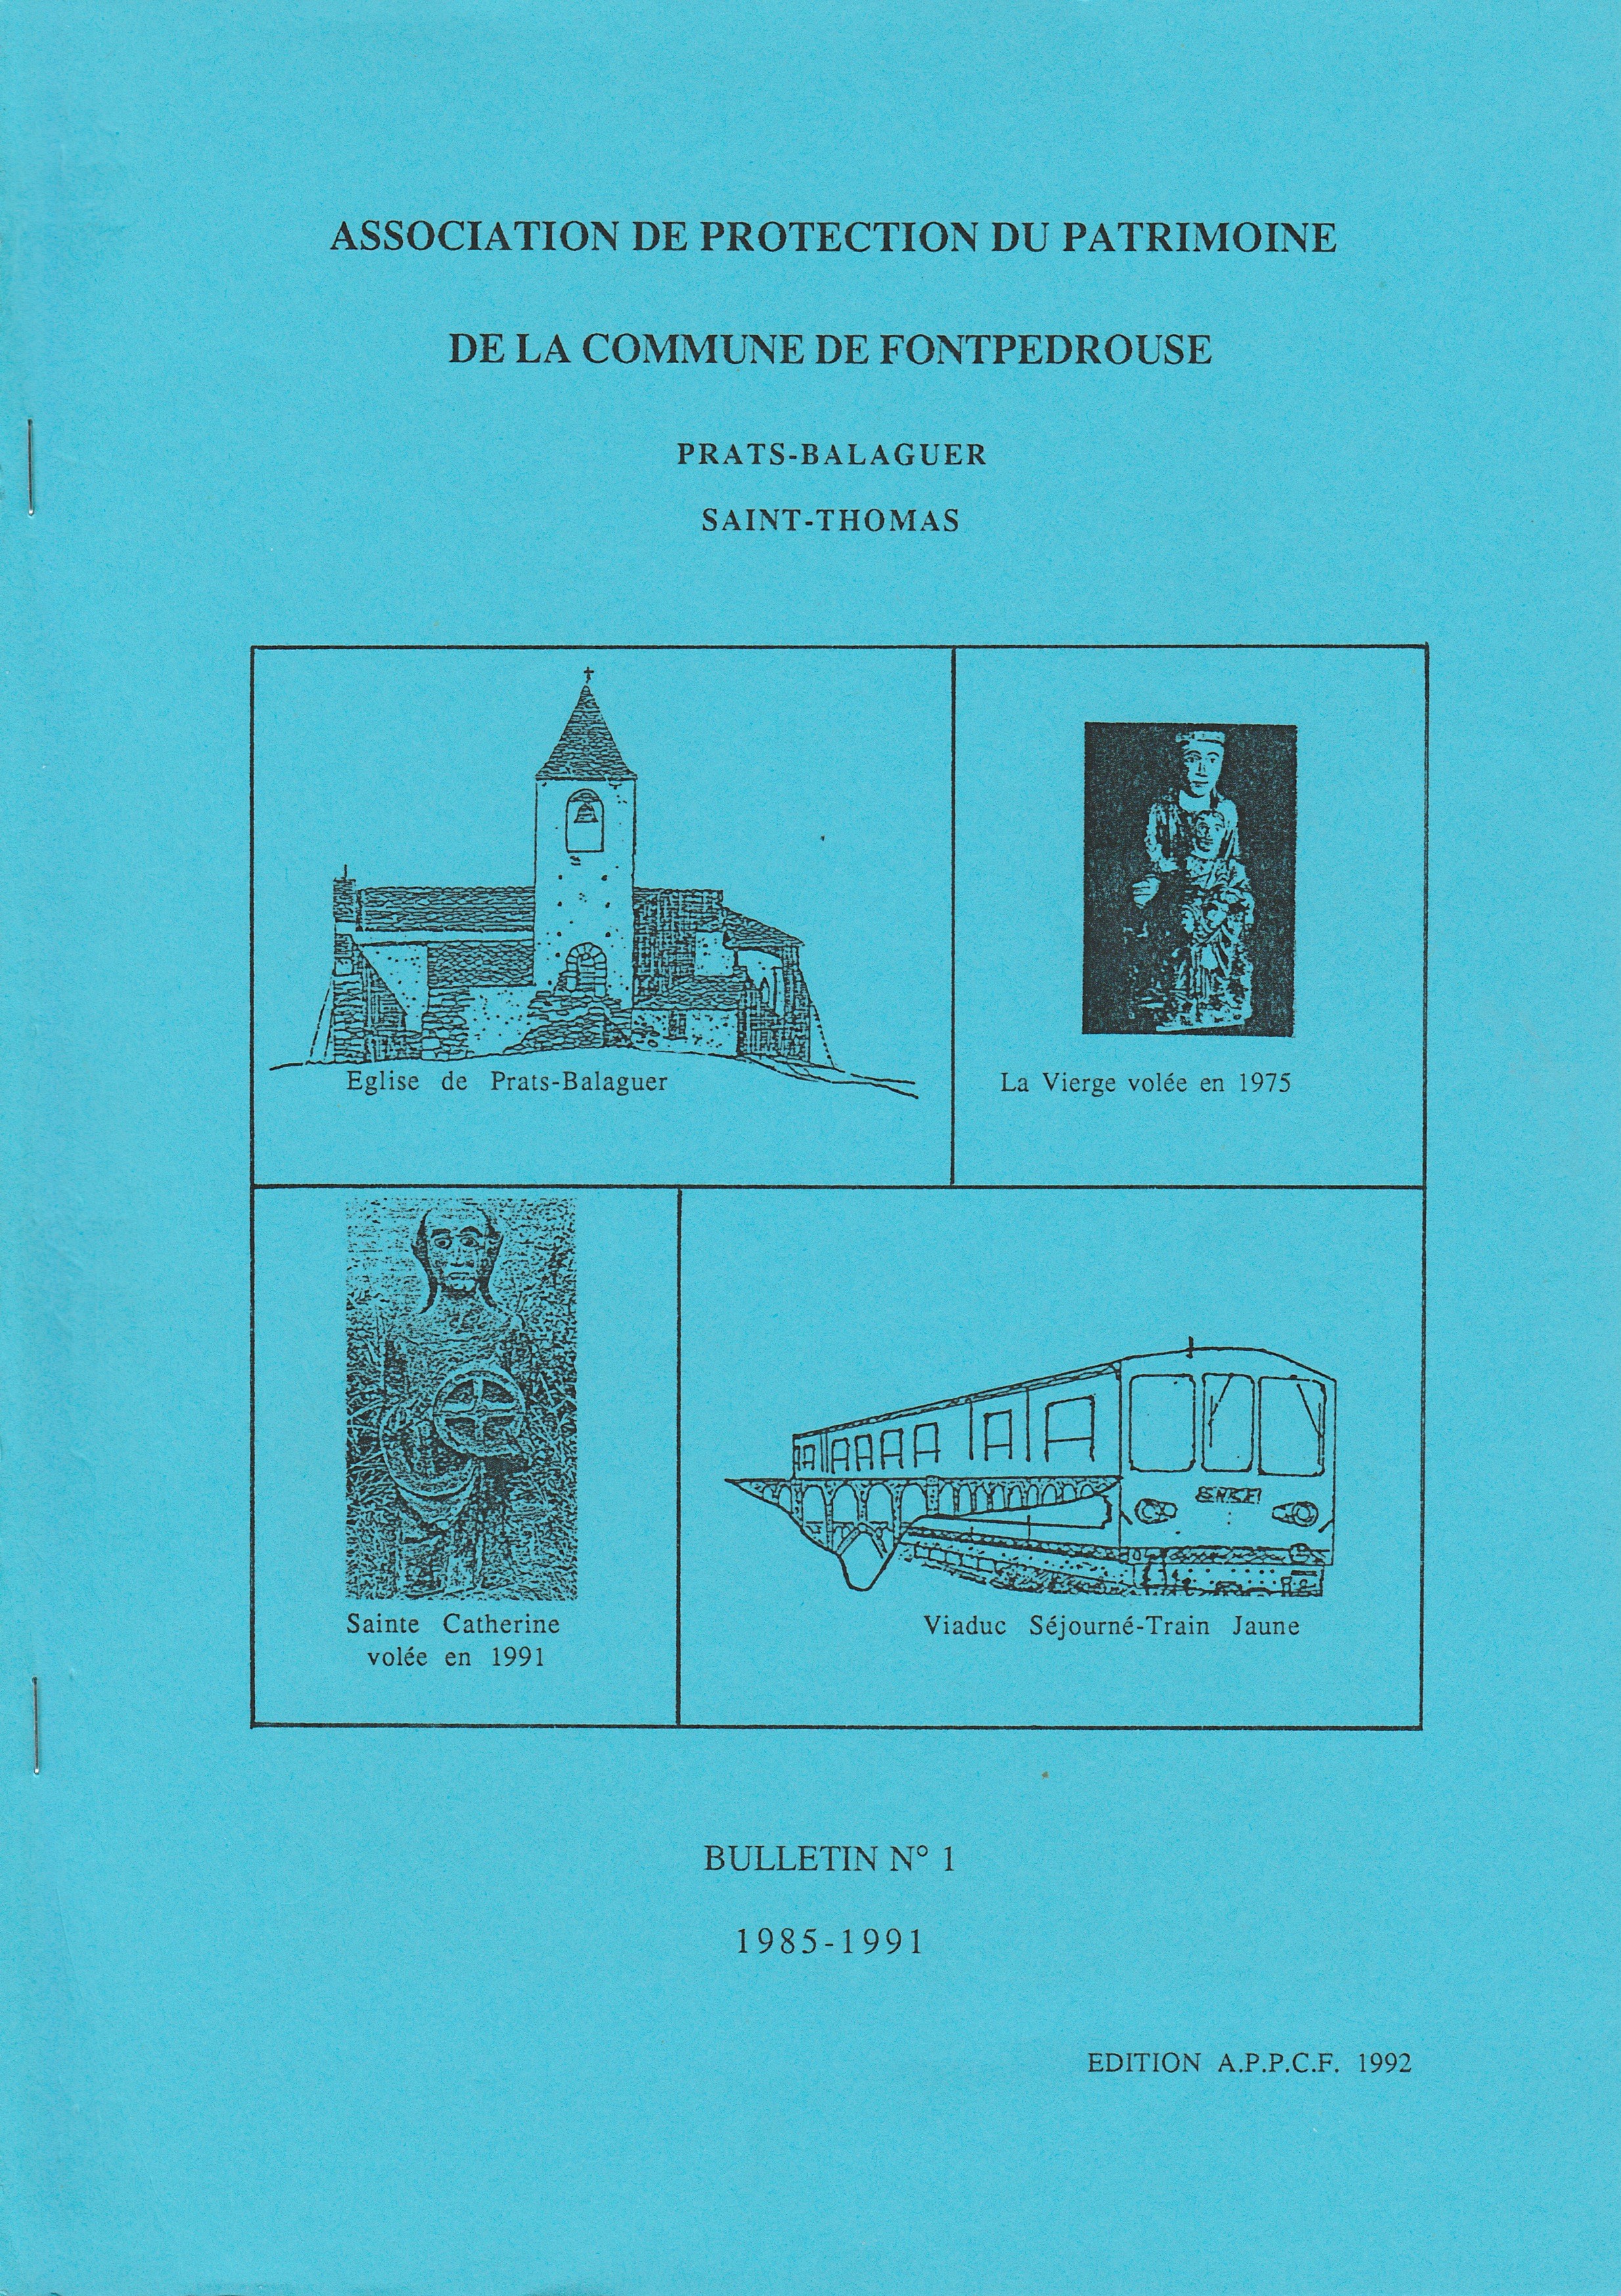 ASSOCIATION DE PROTECTION DU PATRIMOINE
DE LA COMMUNE DE FONTPEDROUSE
PRATS-BALAGUER
SAINT-THOMAS
Eglise de Prats-Balaguer
La Vierge volée en 1975
Sainte Catherine
volée en 1991
SNCF
Viaduc Séjourné-Train Jaune
BULLETIN N° 1
1985-1991
EDITION A.P.P.C.F. 1992